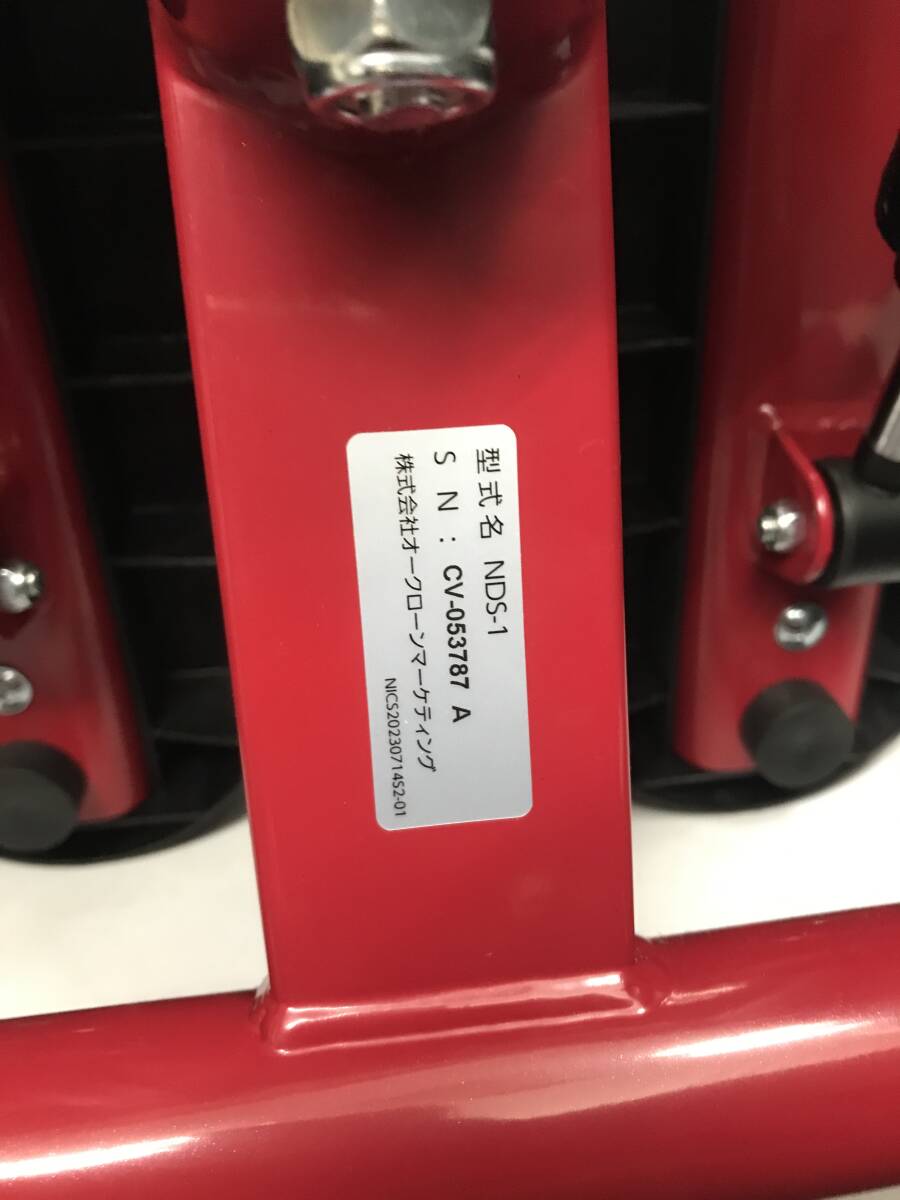 型式名 NDS-1
S N : CV-053787 A
株式会社オークローンマーケティング
NICS20230714S2-01